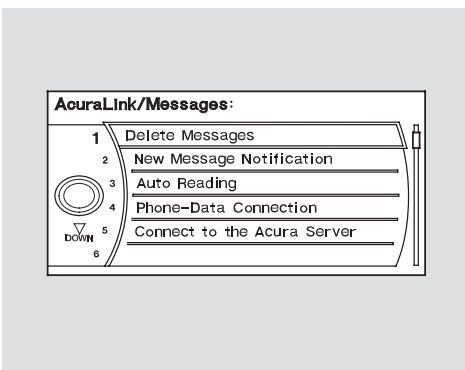 AcuraLink/Messages:
1 Delete Messages
2 New Message Notification
3 Auto Reading
4 Phone-Data Connection
DOWN 5 Connect to the Acura Server
6